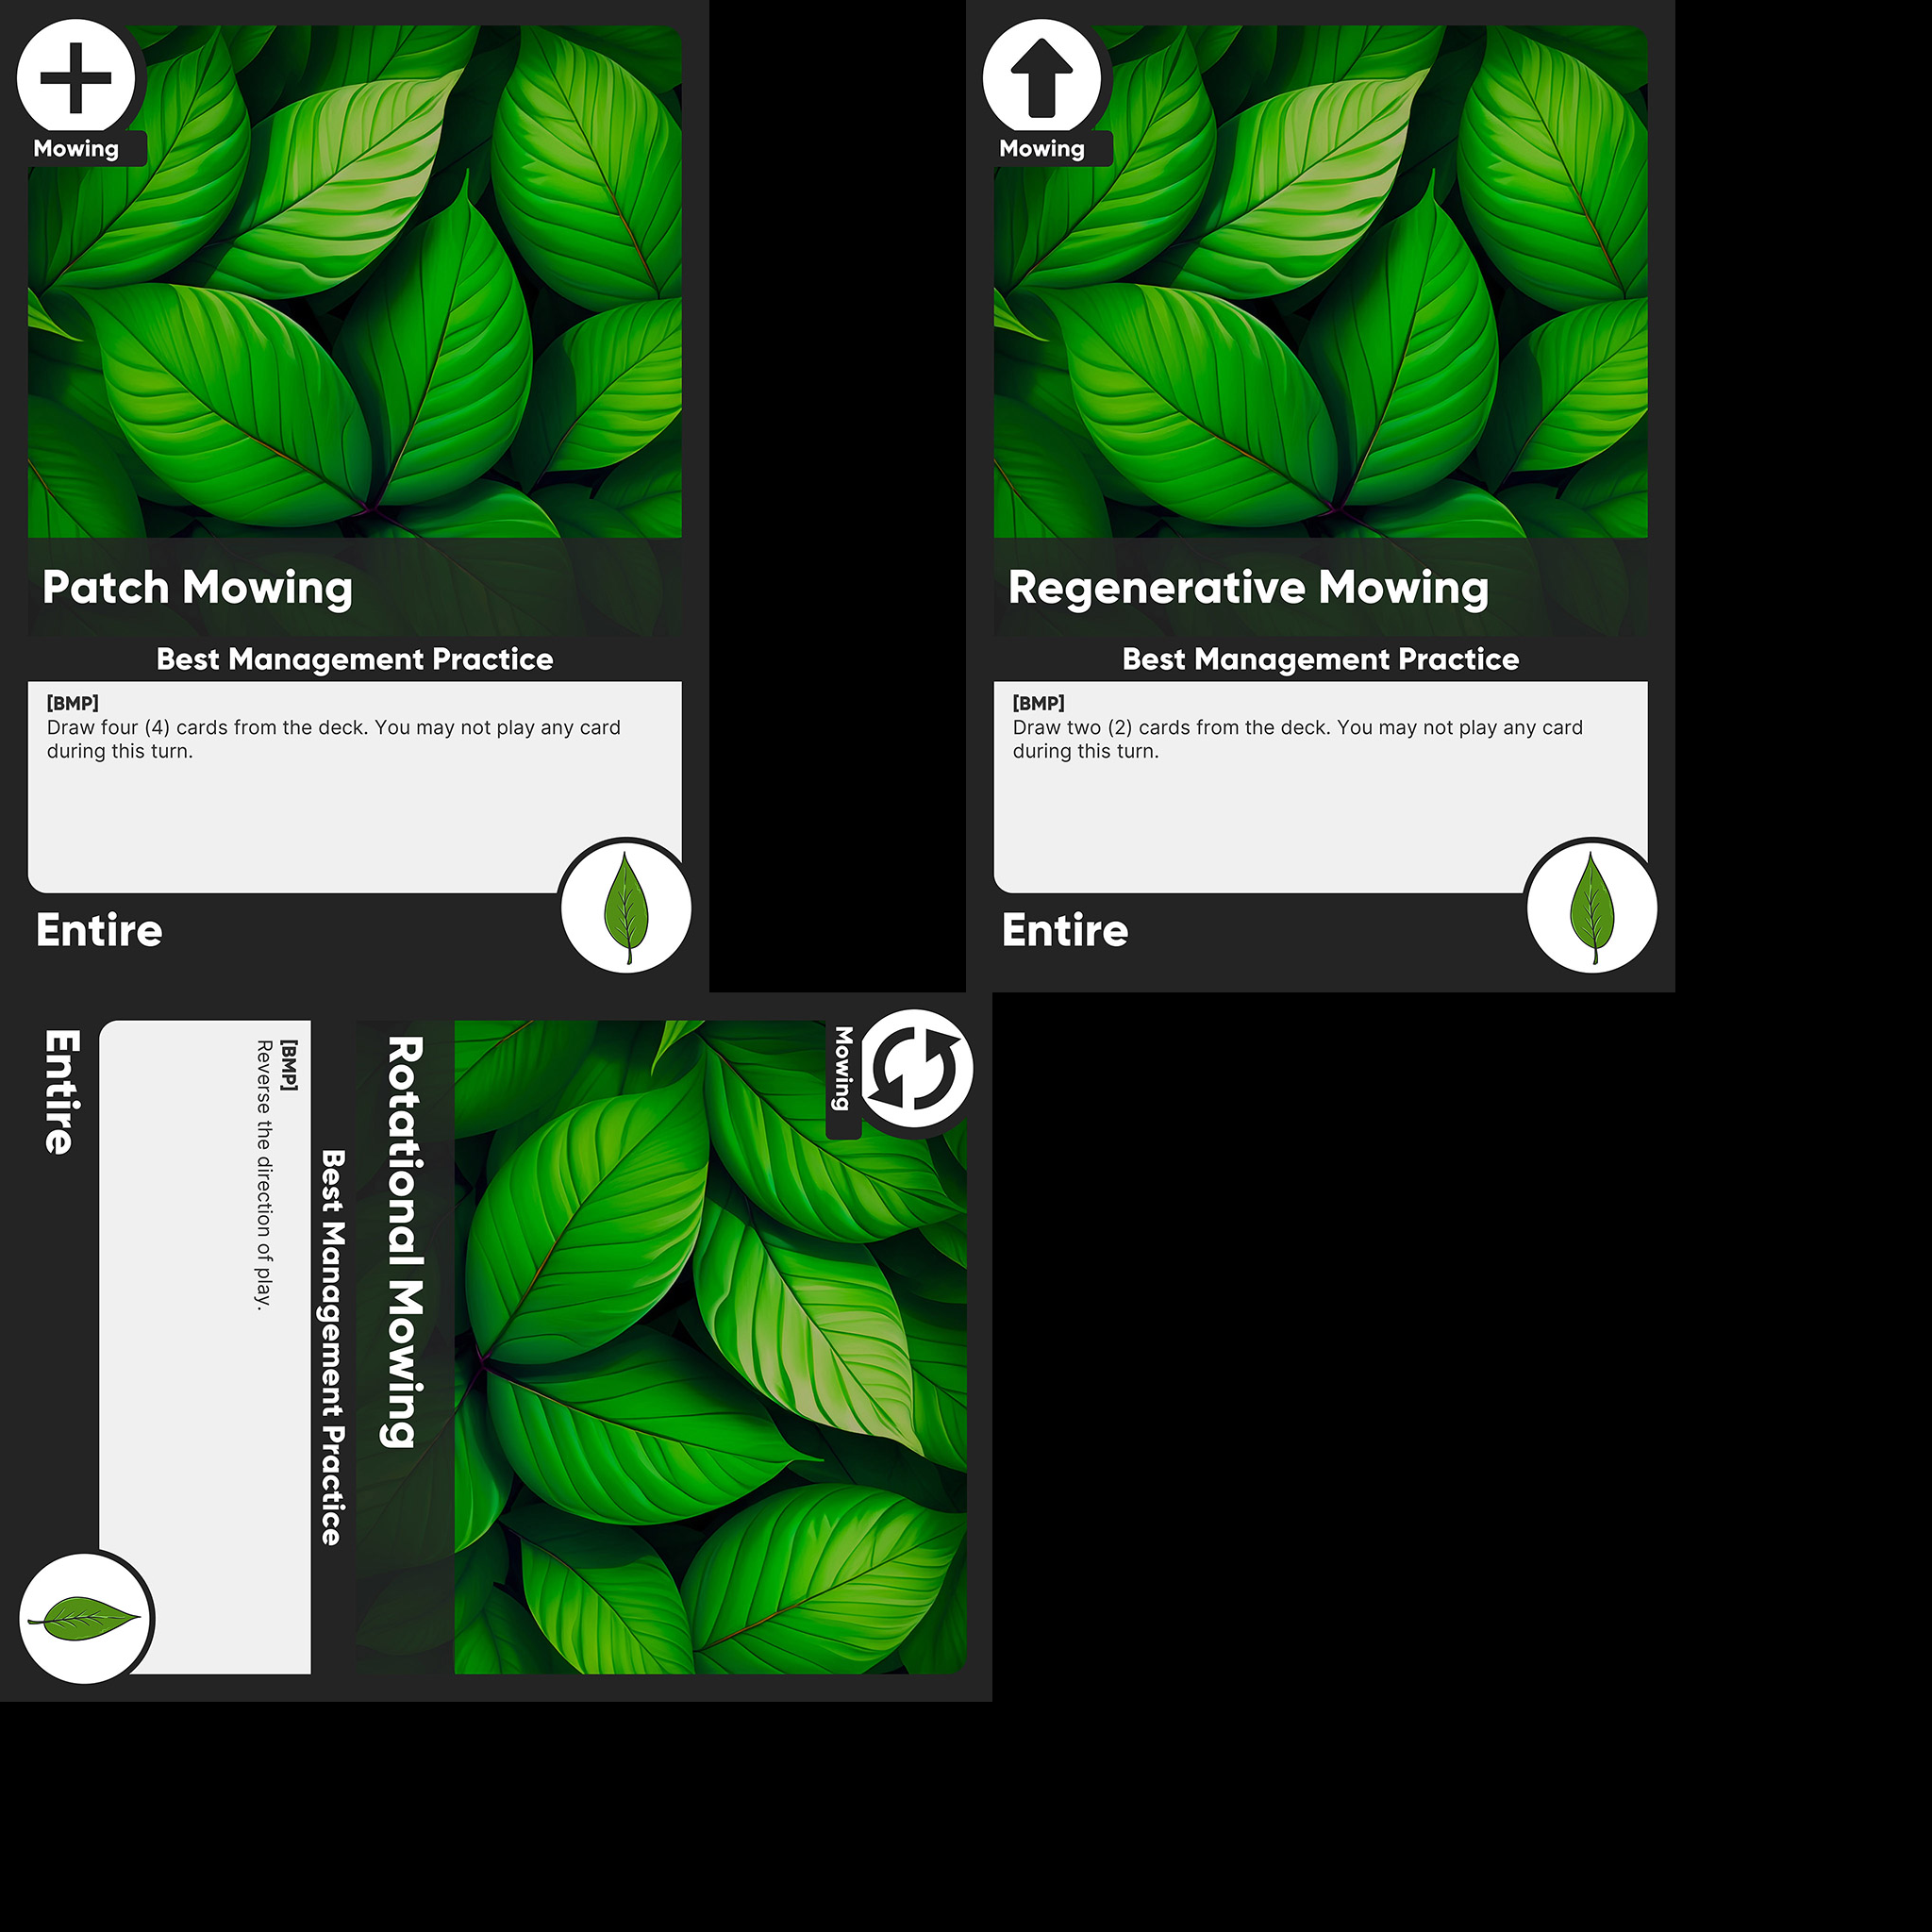 Mowing
Patch Mowing
Best Management Practice
[BMP]
Draw four (4) cards from the deck. You may not play any card
during this turn.
Entire
Mowing
Regenerative Mowing
Best Management Practice
[BMP]
Draw two (2) cards from the deck. You may not play any card
during this turn.
Entire
Mowing
Rotational Mowing
Best Management Practice
[BMP]
Reverse the direction of play.
Entire